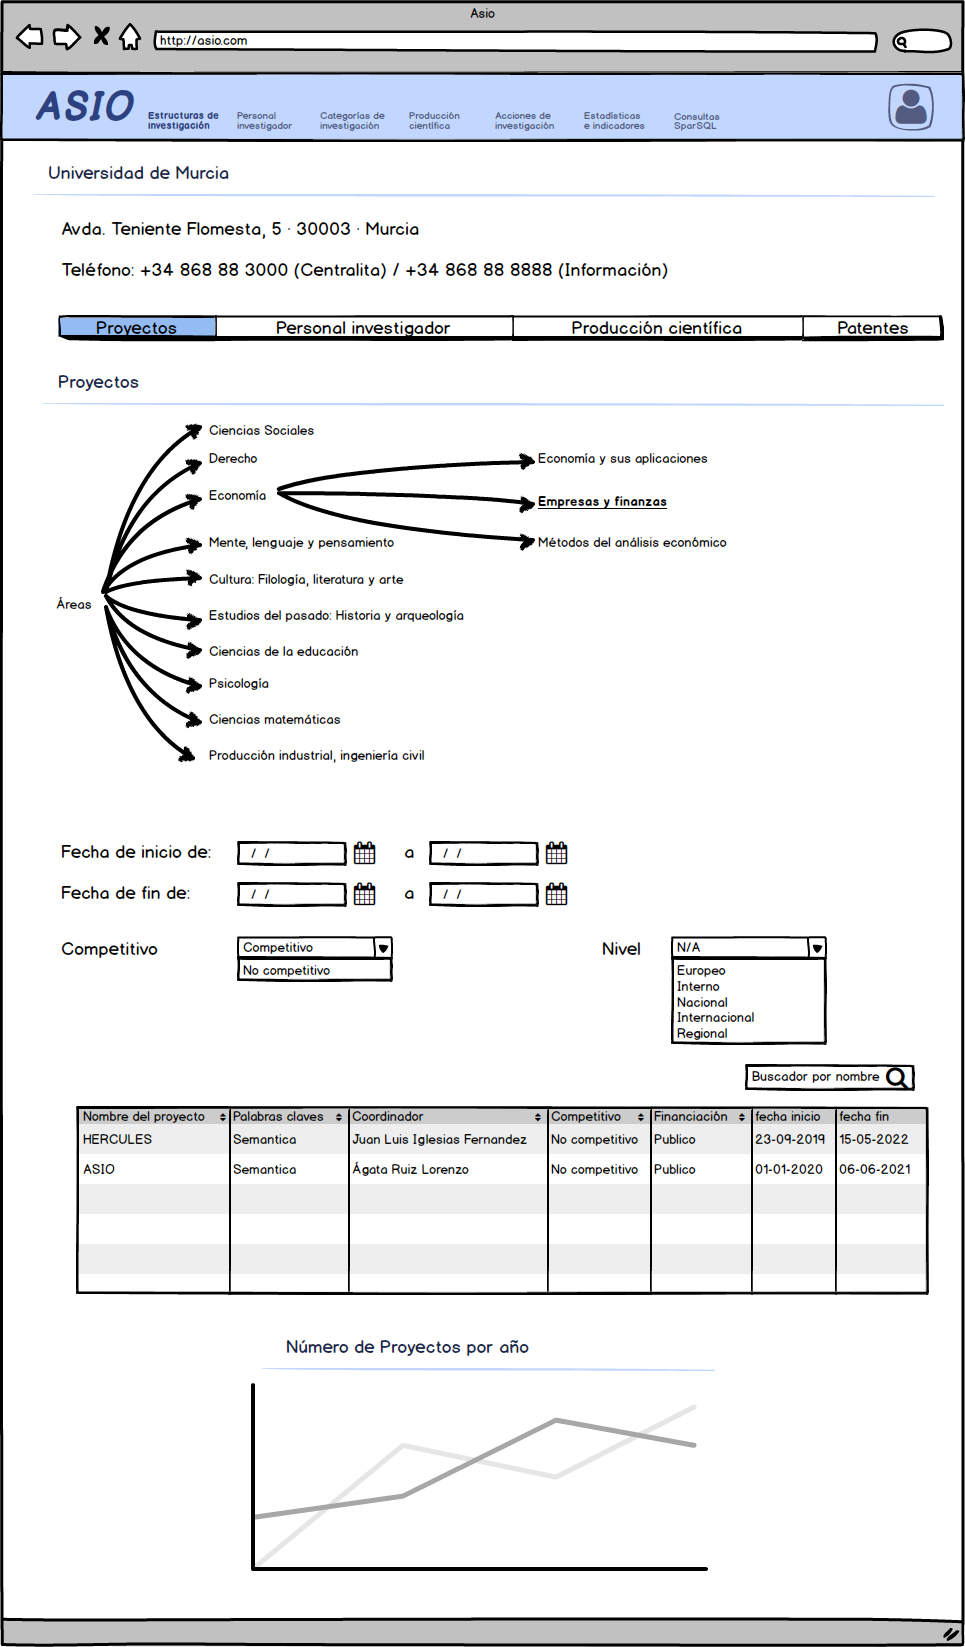 Asio
http://asio.com
ASIO
Estructuras de investigación
Personal investigador
Categorías de investigación
Producción científica
Acciones de investigación
Estadísticas e indicadores
Consultas SparSQL
Universidad de Murcia
Avda. Teniente Flomesta, 5 · 30003 · Murcia
Teléfono: +34 868 88 3000 (Centralita) / +34 868 88 8888 (Información)
Proyectos Personal investigador Producción científica Patentes
Proyectos
Áreas
Ciencias Sociales
Derecho
Economía
Mente, lenguaje y pensamiento
Cultura: Filología, literatura y arte
Estudios del pasado: Historia y arqueología
Ciencias de la educación
Psicología
Ciencias matemáticas
Producción industrial, ingeniería civil
Economía y sus aplicaciones
Empresas y finanzas
Métodos del análisis económico
Fecha de inicio de: / / a / /
Fecha de fin de: / / a / /
Competitivo
Competitivo
No competitivo
Nivel
N/A
Europeo
Interno
Nacional
Internacional
Regional
Buscador por nombre
Nombre del proyecto Palabras claves Coordinador Competitivo Financiación fecha inicio fecha fin
HERCULES Semantica Juan Luis Iglesias Fernandez No competitivo Publico 23-09-2019 15-05-2022
ASIO Semantica Ágata Ruiz Lorenzo No competitivo Publico 01-01-2020 06-06-2021
Número de Proyectos por año